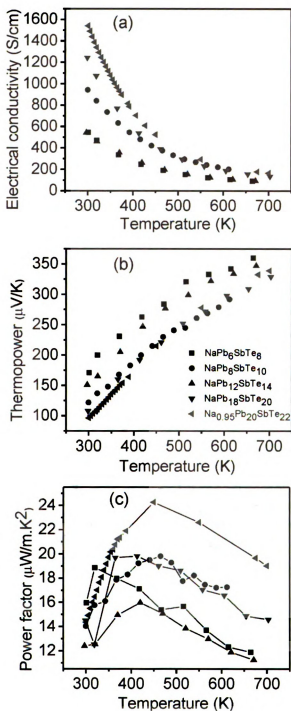 (a)
Electrical conductivity (S/cm)
1600
1400
1200
1000
800
600
400
200
0
300 400 500 600 700
Temperature (K)
(b)
Thermopower (μV/K)
350
300
250
200
150
100
NaPb6SbTe8
NaPb8SbTe10
NaPb12SbTe14
NaPb18SbTe20
Na0.95Pb20SbTe22
300 400 500 600 700
Temperature (K)
(c)
Power factor (μW/m.K2)
24
22
20
18
16
14
12
300 400 500 600 700
Temperature (K)